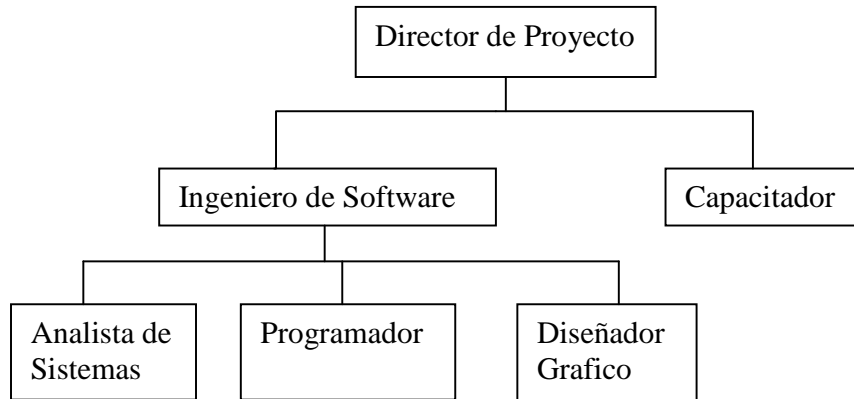 Director de Proyecto
Ingeniero de Software
Capacitador
Analista de
Sistemas
Programador
Diseñador
Grafico